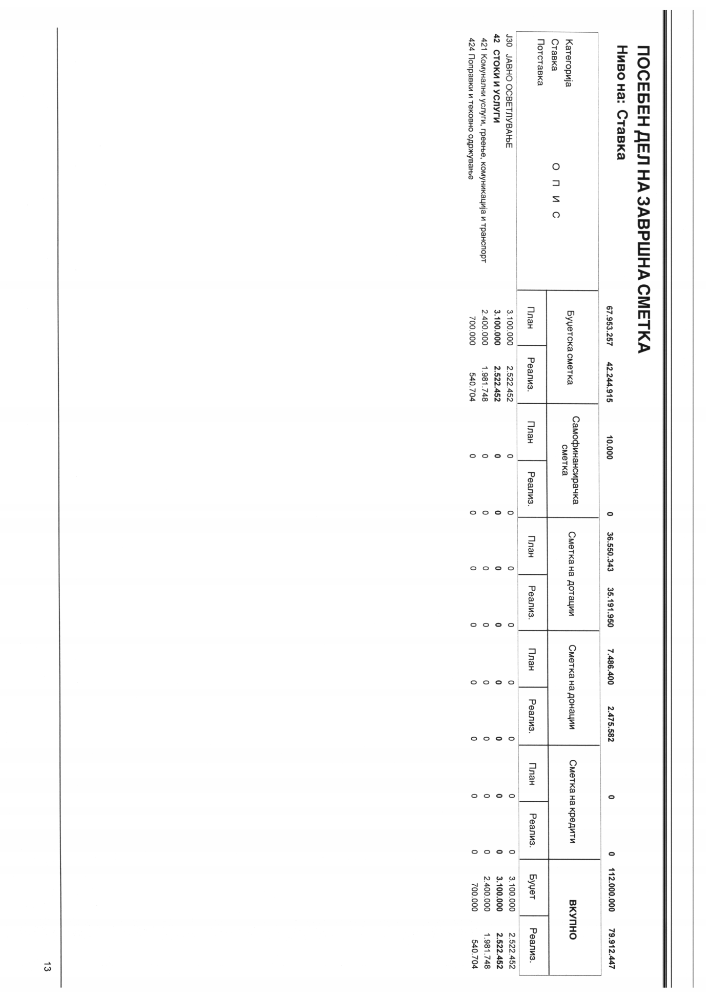 ПОСЕБЕН ДЕЛ НА ЗАВРШНА СМЕТКА
Ниво на: Ставка
67.953.257 42.244.915 10.000 0 36.550.343 35.191.950 7.486.400 2.475.582 0 0 112.000.000 79.912.447
Категорија
Ставка
Потставка
О П И С
Буџетска сметка
Самофинансирачка
сметка
Сметка на дотации
Сметка на донации
Сметка на кредити
ВКУПНО
План Реализ. План Реализ. План Реализ. План Реализ. План Реализ. Буџет Реализ.
Ј30 ЈАВНО ОСВЕТЛУВАЊЕ 3.100.000 2.522.452 0 0 0 0 0 0 0 0 3.100.000 2.522.452
42 СТОКИ И УСЛУГИ 3.100.000 2.522.452 0 0 0 0 0 0 0 0 3.100.000 2.522.452
421 Комунални услуги, греење, комуникација и транспорт 2.400.000 1.981.748 0 0 0 0 0 0 0 0 2.400.000 1.981.748
424 Поправки и тековно одржување 700.000 540.704 0 0 0 0 0 0 0 0 700.000 540.704
13